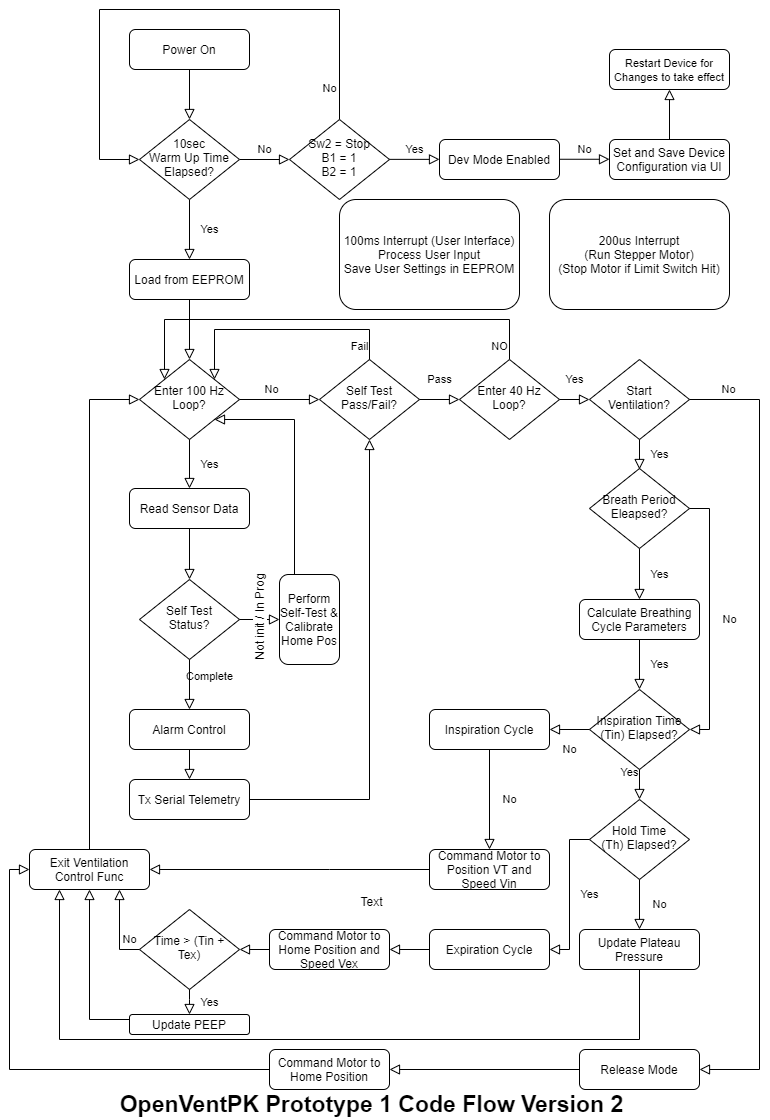 Power On
No
Restart Device for
Changes to take effect
10sec
Warm Up Time
Elapsed?
No
Sw2 = Stop
B1 = 1
B2 = 1
Yes
Dev Mode Enabled
No
Set and Save Device
Configuration via UI
Yes
100ms Interrupt (User Interface)
Process User Input
Save User Settings in EEPROM
200us Interrupt
(Run Stepper Motor)
(Stop Motor if Limit Switch Hit)
Load from EEPROM
Fail
NO
Enter 100 Hz
Loop?
No
Self Test
Pass/Fail?
Pass
Enter 40 Hz
Loop?
Yes
Start
Ventilation?
No
Yes
Yes
Read Sensor Data
Breath Period
Eleapsed?
Yes
Self Test
Status?
Not init / In Prog
Perform
Self-Test &
Calibrate
Home Pos
Calculate Breathing
Cycle Parameters
No
Complete
Yes
Alarm Control
Inspiration Cycle
No
Inspiration Time
(Tin) Elapsed?
Yes
Tx Serial Telemetry
No
Hold Time
(Th) Elapsed?
Exit Ventilation
Control Func
Command Motor to
Position VT and
Speed Vin
Text
Yes
No
No
Time > (Tin +
Tex)
Command Motor to
Home Position and
Speed Vex
Expiration Cycle
Update Plateau
Pressure
Yes
Update PEEP
Command Motor to
Home Position
Release Mode
OpenVentPK Prototype 1 Code Flow Version 2